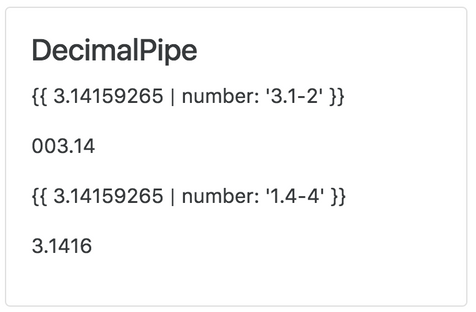 DecimalPipe
{{ 3.14159265 | number: '3.1-2' }}
003.14
{{ 3.14159265 | number: '1.4-4' }}
3.1416